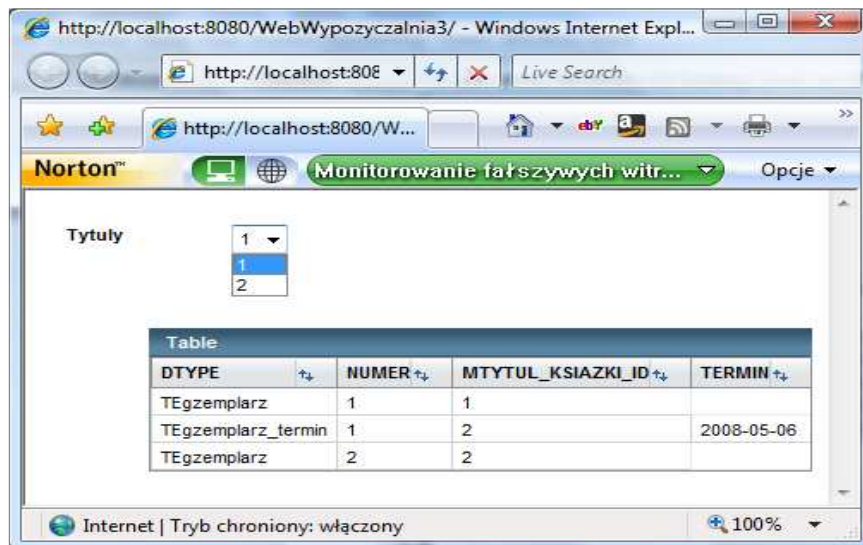 http://localhost:8080/WebWypozyczalnia3/ - Windows Internet Expl...
http://localhost:808
Live Search
http://localhost:8080/W...
ebY
a
Norton™
Monitorowanie fałszywych witr...
Opcje
Tytuly
1
1
2
Table
DTYPE NUMER MTYTUL_KSIAZKI_ID TERMIN
TEgzemplarz 1 1
TEgzemplarz_termin 1 2 2008-05-06
TEgzemplarz 2 2
Internet | Tryb chroniony: włączony
100%